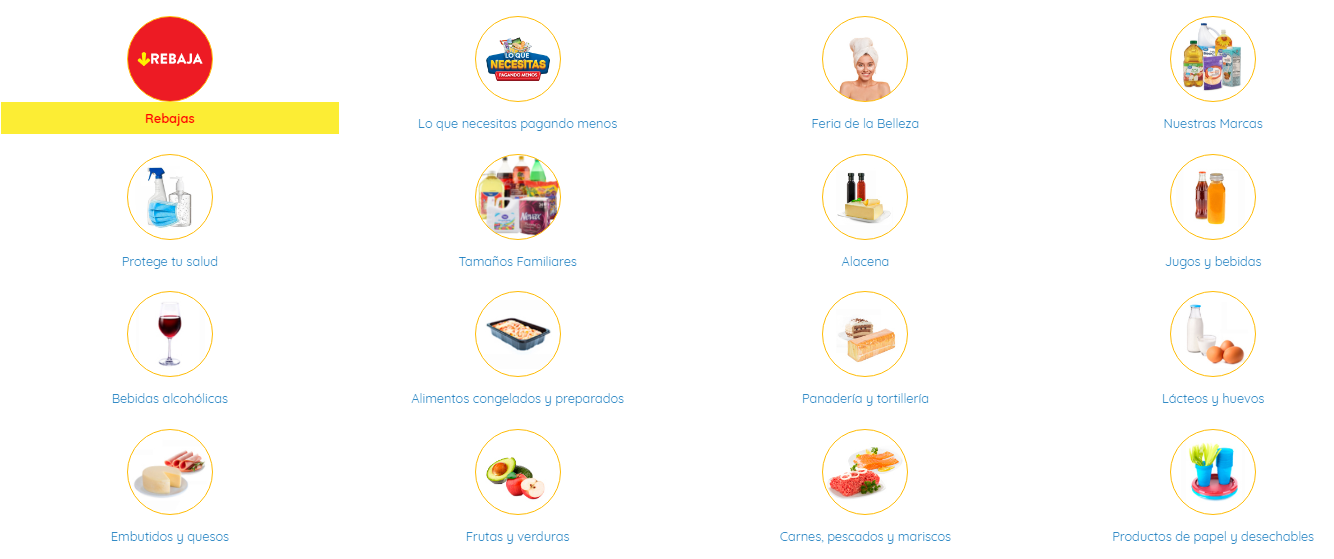 REBAJA
Rebajas
LO QUE
NECESITAS
PAGANDO MENOS
Lo que necesitas pagando menos
Feria de la Belleza
Nuestras Marcas
Protege tu salud
Tamaños Familiares
Alacena
Jugos y bebidas
Bebidas alcohólicas
Alimentos congelados y preparados
Panadería y tortillería
Lácteos y huevos
Embutidos y quesos
Frutas y verduras
Carnes, pescados y mariscos
Productos de papel y desechables